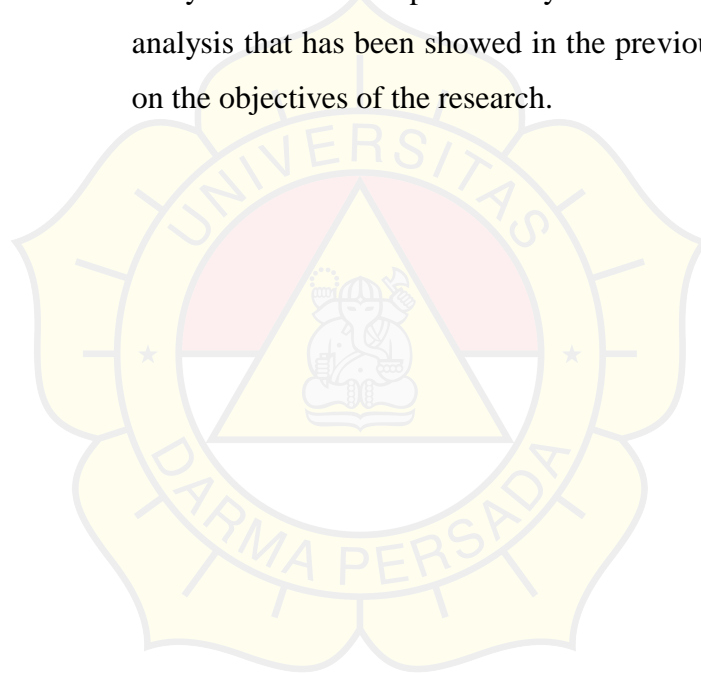 analysis that has been showed in the previou
on the objectives of the research.
UNIVERSITAS
DARMA PERSADA